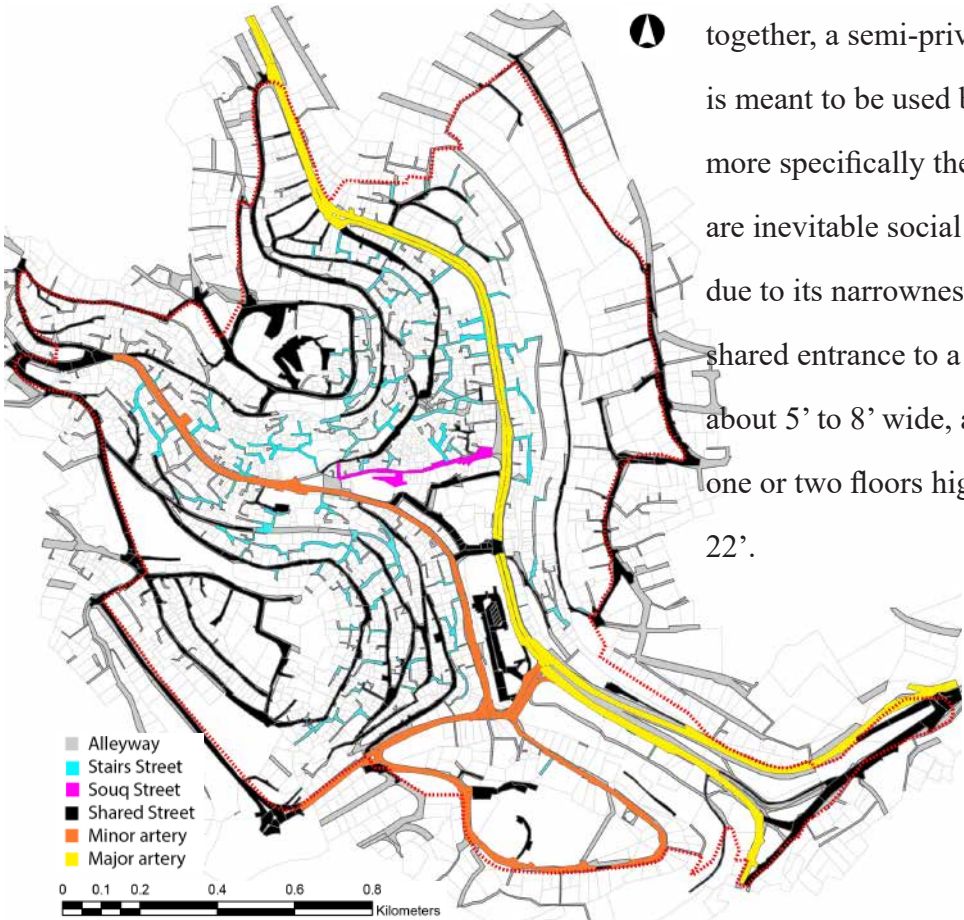 together, a semi-priv
is meant to be used b
more specifically the
are inevitable social
due to its narrownes
shared entrance to a
about 5’ to 8’ wide, a
one or two floors hig
22’.
Alleyway
Stairs Street
Souq Street
Shared Street
Minor artery
Major artery
0 0.1 0.2 0.4 0.6 0.8
Kilometers